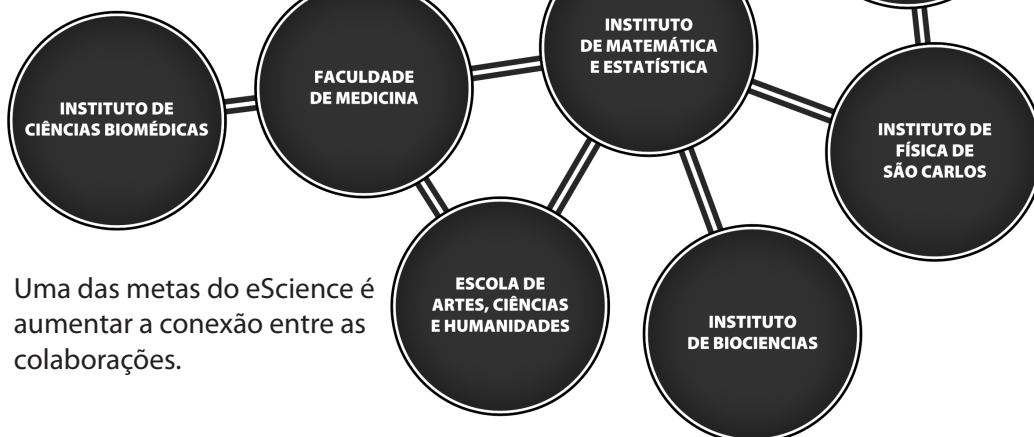 INSTITUTO
DE MATEMÁTICA
E ESTATÍSTICA
FACULDADE
DE MEDICINA
INSTITUTO DE
CIÊNCIAS BIOMÉDICAS
INSTITUTO DE
FÍSICA DE
SÃO CARLOS
Uma das metas do eScience é
aumentar a conexão entre as
colaborações.
ESCOLA DE
ARTES, CIÊNCIAS
E HUMANIDADES
INSTITUTO
DE BIOCIENCIAS